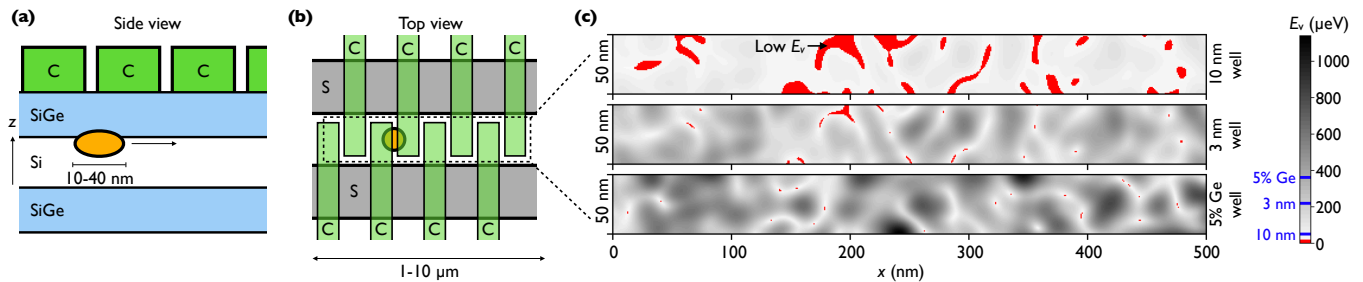 (a)
Side view
C
C
C
SiGe
z
Si
10-40 nm
SiGe
(b)
Top view
C
C
C
S
S
C
C
C
C
1-10 μm
(c)
Low Ev
50 nm
10 nm
well
50 nm
3 nm
well
50 nm
5% Ge
well
0
100
200
300
400
500
x (nm)
Ev (μeV)
1000
800
600
400
200
0
5% Ge
3 nm
10 nm